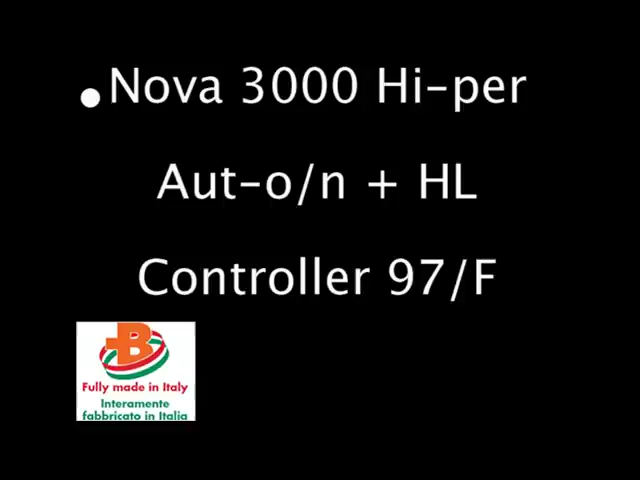 •Nova 3000 Hi-per
Aut-o/n + HL
Controller 97/F
B
Fully made in Italy
Interamente
fabbricato in Italia